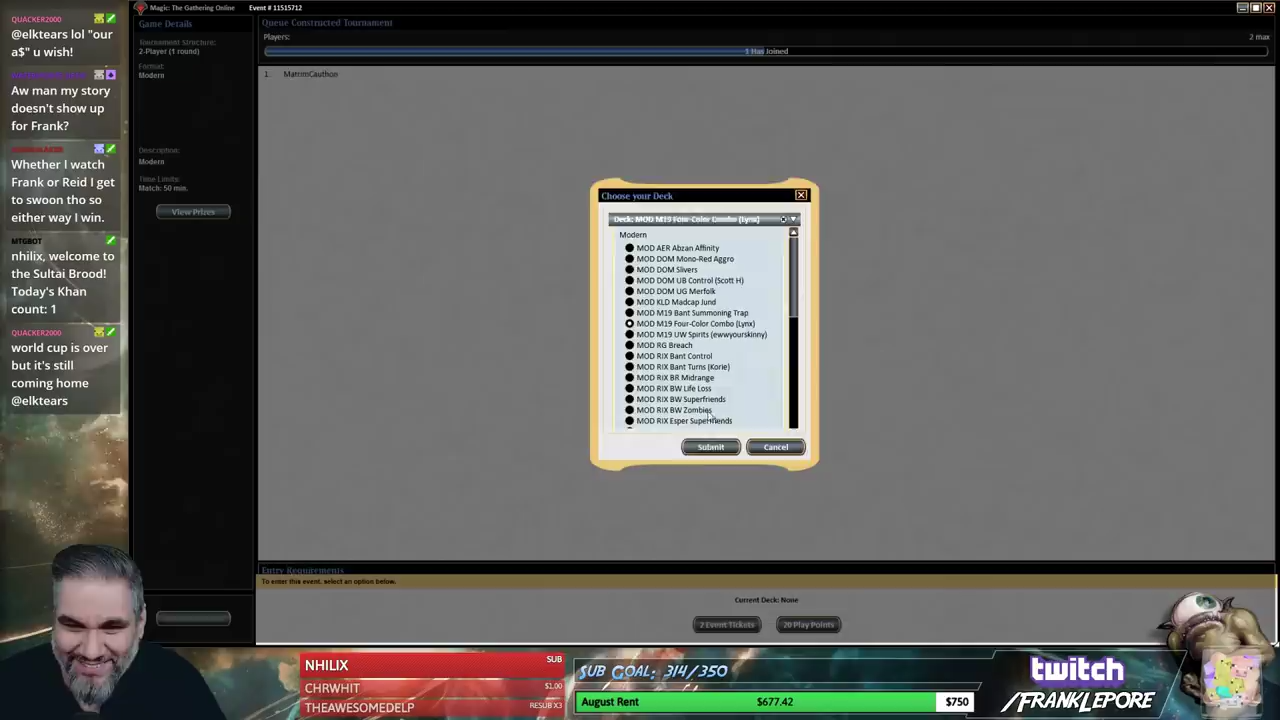 Magic: The Gathering Online Event # 11515712
QUACKER2000
@elktears lol "our
a$" u wish!
Aw man my story
doesn't show up
for Frank?
Whether I watch
Frank or Reid I get
to swoon tho so
either way I win.
MTGBOT
nhilix, welcome to
the Sultai Brood!
Today's Khan
count: 1
QUACKER2000
world cup is over
but it's still
coming home
@elktears
Game Details
Tournament Structure:
2-Player (1 round)
Format:
Modern
Description:
Modern
Time Limits:
Match: 50 min.
View Prizes
Queue Constructed Tournament
Players:
2 max
1 Has Joined
1. MatrimCauthon
Choose your Deck
Deck: MOD M19 Four-Color Combo (Lynx)
Modern
MOD AER Abzan Affinity
MOD DOM Mono-Red Aggro
MOD DOM Slivers
MOD DOM UB Control (Scott H)
MOD DOM UG Merfolk
MOD KLD Madcap Jund
MOD M19 Bant Summoning Trap
MOD M19 Four-Color Combo (Lynx)
MOD M19 UW Spirits (ewwyourskinny)
MOD RG Breach
MOD RIX Bant Control
MOD RIX Bant Turns (Korie)
MOD RIX BR Midrange
MOD RIX BW Life Loss
MOD RIX BW Superfriends
MOD RIX BW Zombies
MOD RIX Esper Superfriends
Submit
Cancel
Entry Requirements
To enter this event, select an option below.
Current Deck: None
2 Event Tickets
20 Play Points
NHILIX SUB
CHRWHIT $1.00
THEAWESOMEDELP RESUB X3
SUB GOAL: 314/350
August Rent $677.42 $750
twitch
/FRANKLEPORE